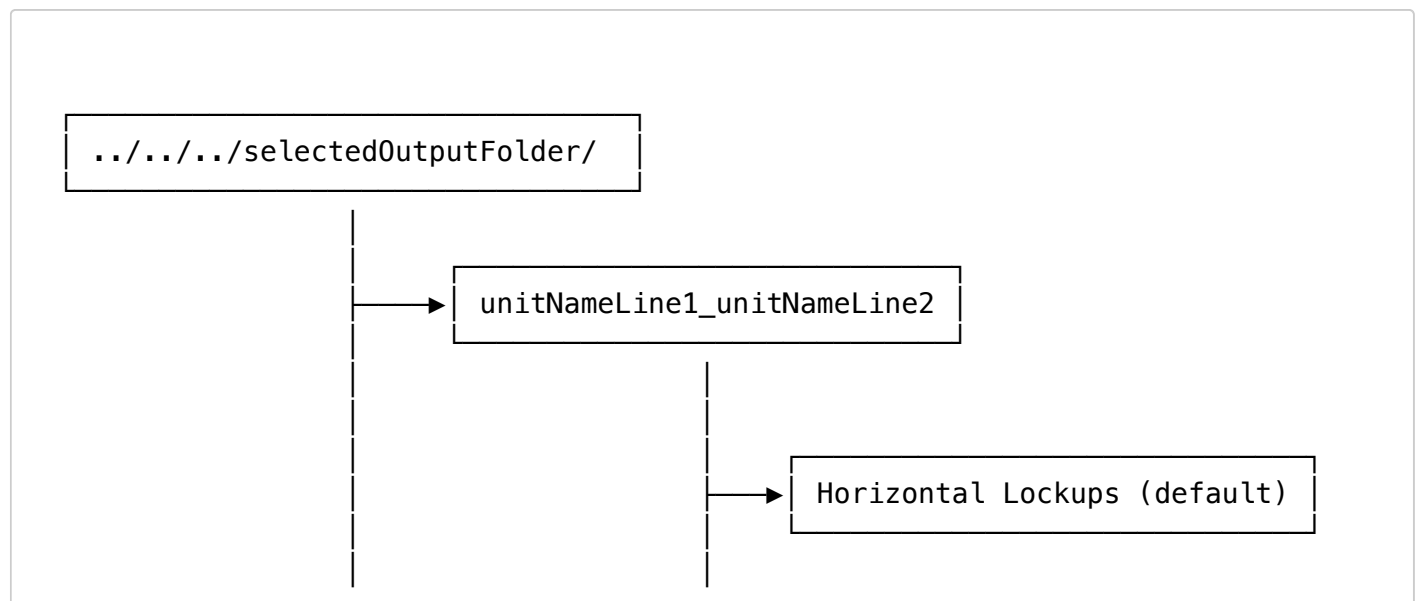 ../../../selectedOutputFolder/
unitNameLine1_unitNameLine2
Horizontal Lockups (default)